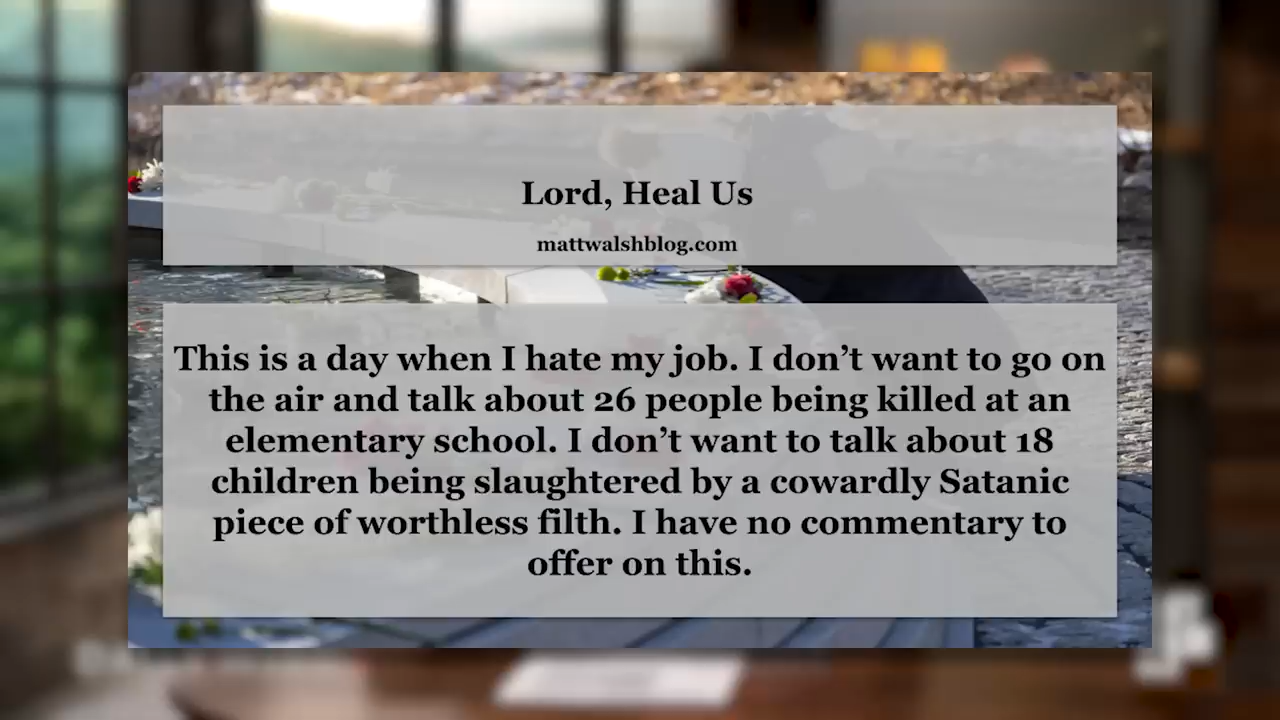 Lord, Heal Us
mattwalshblog.com
This is a day when I hate my job. I don’t want to go on
the air and talk about 26 people being killed at an
elementary school. I don’t want to talk about 18
children being slaughtered by a cowardly Satanic
piece of worthless filth. I have no commentary to
offer on this.